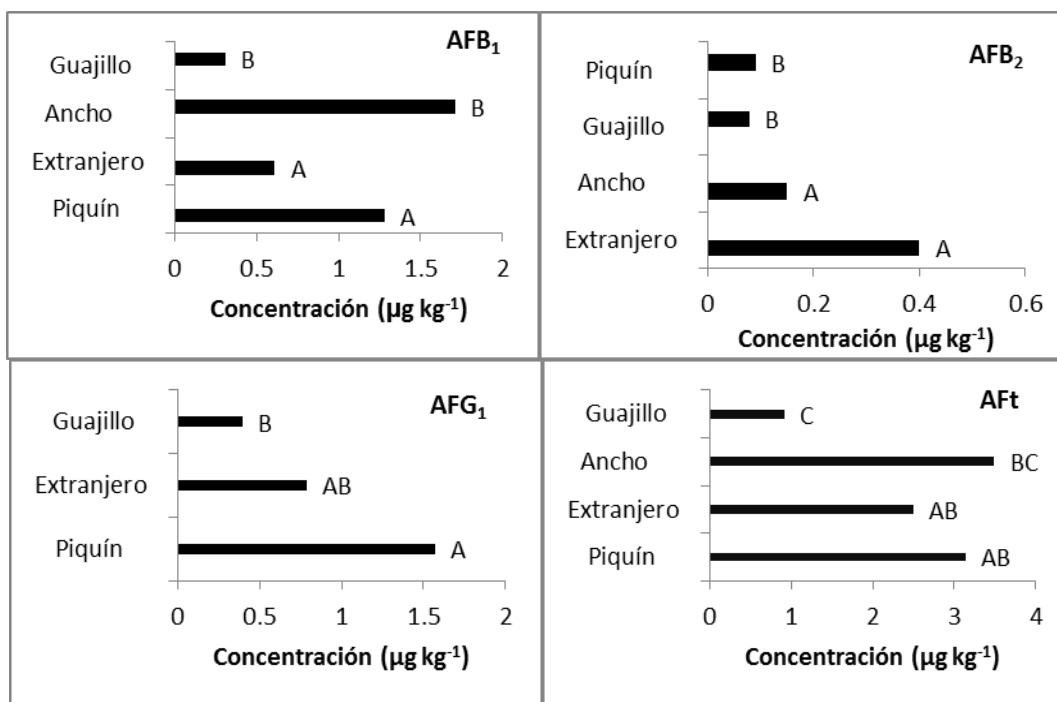 AFB₁
Guajillo B
Ancho B
Extranjero A
Piquín A
0 0.5 1 1.5 2
Concentración (µg kg⁻¹)
AFB₂
Piquín B
Guajillo B
Ancho A
Extranjero A
0 0.2 0.4 0.6
Concentración (µg kg⁻¹)
AFG₁
Guajillo B
Extranjero AB
Piquín A
0 0.5 1 1.5 2
Concentración (µg kg⁻¹)
AFt
Guajillo C
Ancho BC
Extranjero AB
Piquín AB
0 1 2 3 4
Concentración (µg kg⁻¹)